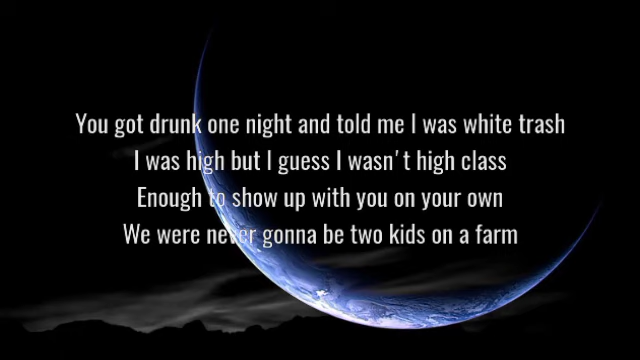 You got drunk one night and told me I was white trash
I was high but I guess I wasn't high class
Enough to show up with you on your own
We were never gonna be two kids on a farm